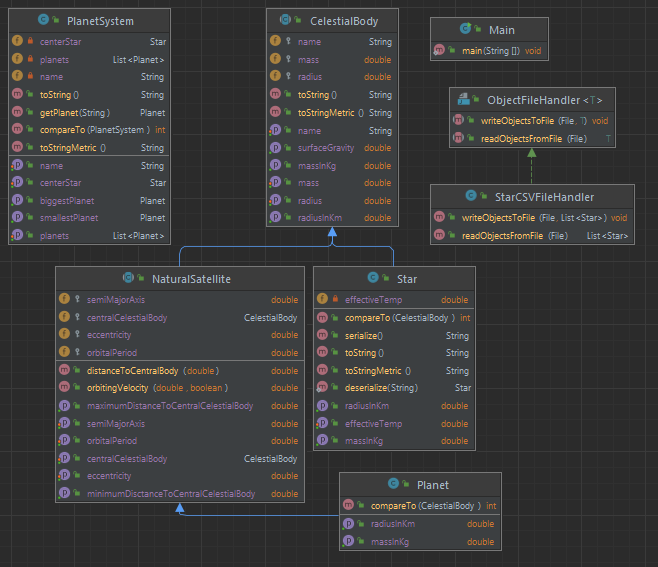 PlanetSystem
centerStar Star
planets List <Planet>
name String
toString () String
getPlanet(String) Planet
compareTo (PlanetSystem) int
toStringMetric () String
name String
centerStar Star
biggestPlanet Planet
smallestPlanet Planet
planets List <Planet>
CelestialBody
name String
mass double
radius double
toString () String
toStringMetric () String
name String
surfaceGravity double
massInKg double
mass double
radius double
radiusInKm double
Main
main(String []) void
ObjectFileHandler <T>
writeObjectsToFile (File, T) void
readObjectsFromFile (File) T
StarCSVFileHandler
writeObjectsToFile (File, List <Star>) void
readObjectsFromFile (File) List <Star>
NaturalSatellite
semiMajorAxis double
centralCelestialBody CelestialBody
eccentricity double
orbitalPeriod double
distanceToCentralBody (double) double
orbitingVelocity (double, boolean) double
maximumDistanceToCentralCelestialBody double
semiMajorAxis double
orbitalPeriod double
centralCelestialBody CelestialBody
eccentricity double
minimumDisctanceToCentralCelestialBody double
Star
effectiveTemp double
compareTo (CelestialBody) int
serialize() String
toString () String
toStringMetric () String
deserialize(String) Star
radiusInKm double
effectiveTemp double
massInKg double
Planet
compareTo (CelestialBody) int
radiusInKm double
massInKg double